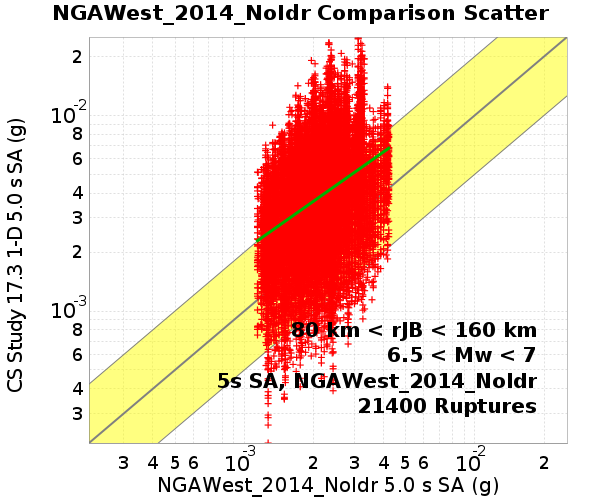 NGAWest_2014_NoIdr Comparison Scatter
CS Study 17.3 1-D 5.0 s SA (g)
2
10-2
8
6
4
3
2
10-3
8
6
4
3
80 km < rJB < 160 km
6.5 < Mw < 7
5s SA, NGAWest_2014_NoIdr
21400 Ruptures
3 4 5 6 10-3 2 3 4 5 6 8 10-2 2
NGAWest_2014_NoIdr 5.0 s SA (g)